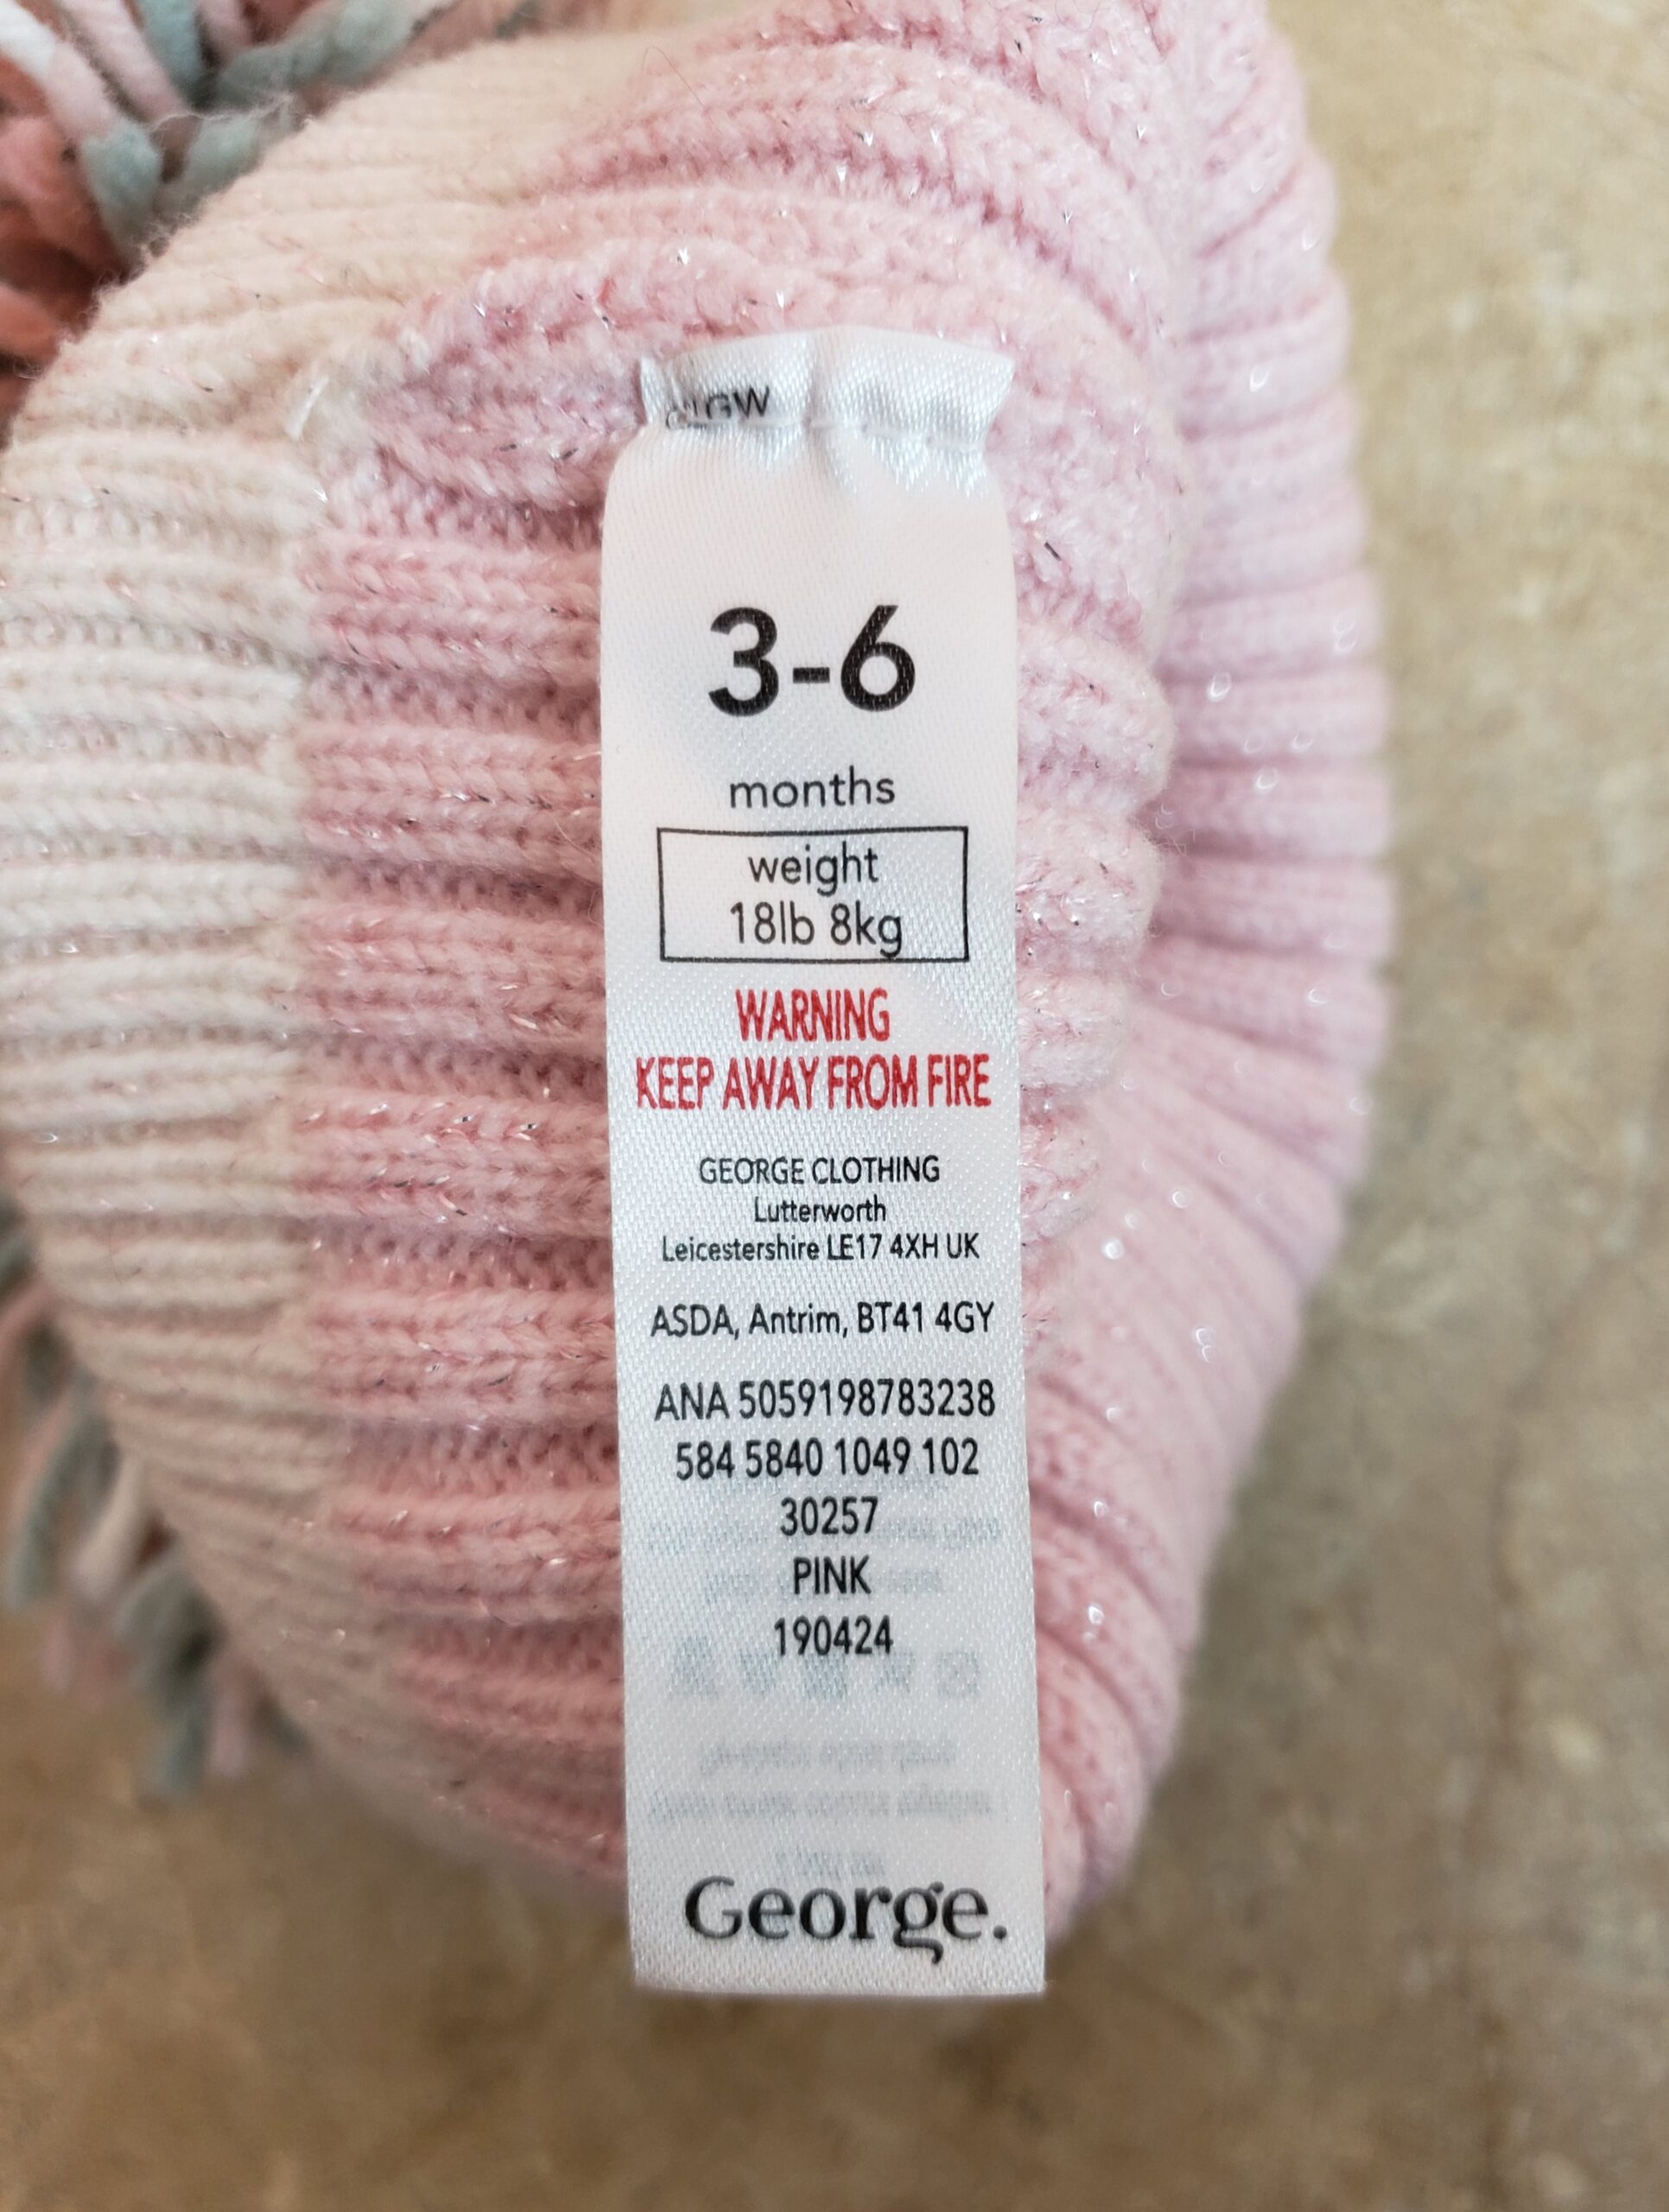 3-6
months
weight
18lb 8kg
WARNING
KEEP AWAY FROM FIRE
GEORGE CLOTHING
Lutterworth
Leicestershire LE17 4XH UK
ASDA, Antrim, BT41 4GY
ANA 5059198783238
584 5840 1049 102
30257
PINK
190424
George.